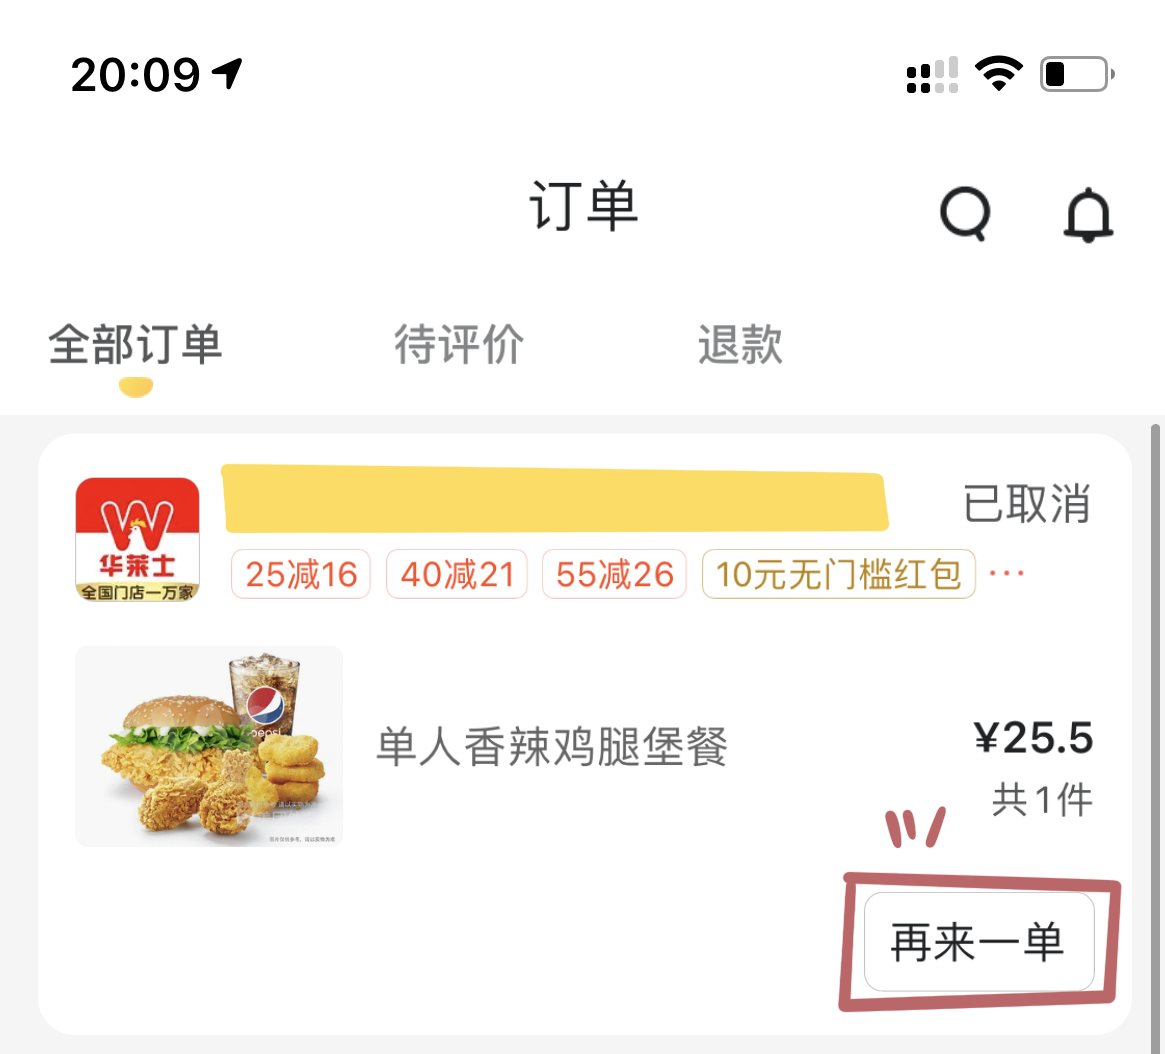 20:09
订单
全部订单 待评价 退款
已取消
华莱士
全国门店一万家
25减16 40减21 55减26 10元无门槛红包 ···
pepsi
单人香辣鸡腿堡餐
¥25.5
共1件
再来一单